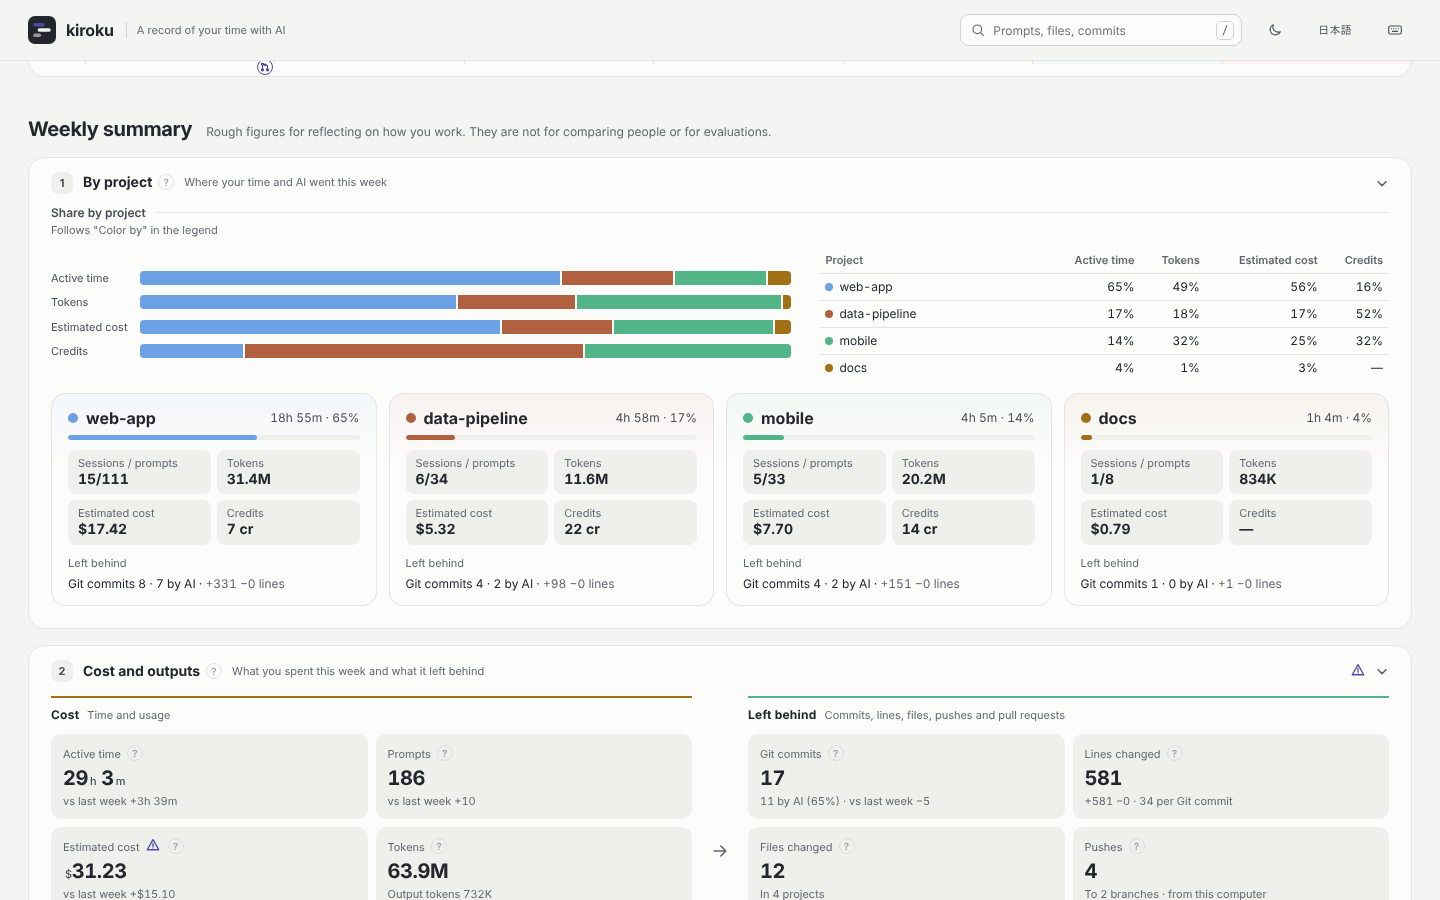 kiroku
A record of your time with AI
Prompts, files, commits
/
日本語
Weekly summary
Rough figures for reflecting on how you work. They are not for comparing people or for evaluations.
1
By project
?
Where your time and AI went this week
Share by project
Follows "Color by" in the legend
Active time
Tokens
Estimated cost
Credits
Project Active time Tokens Estimated cost Credits
web-app 65% 49% 56% 16%
data-pipeline 17% 18% 17% 52%
mobile 14% 32% 25% 32%
docs 4% 1% 3% —
web-app 18h 55m · 65%
Sessions / prompts
15/111
Tokens
31.4M
Estimated cost
$17.42
Credits
7 cr
Left behind
Git commits 8 · 7 by AI · +331 −0 lines
data-pipeline 4h 58m · 17%
Sessions / prompts
6/34
Tokens
11.6M
Estimated cost
$5.32
Credits
22 cr
Left behind
Git commits 4 · 2 by AI · +98 −0 lines
mobile 4h 5m · 14%
Sessions / prompts
5/33
Tokens
20.2M
Estimated cost
$7.70
Credits
14 cr
Left behind
Git commits 4 · 2 by AI · +151 −0 lines
docs 1h 4m · 4%
Sessions / prompts
1/8
Tokens
834K
Estimated cost
$0.79
Credits
—
Left behind
Git commits 1 · 0 by AI · +1 −0 lines
2
Cost and outputs
?
What you spent this week and what it left behind
Cost Time and usage
Active time ?
29h 3m
vs last week +3h 39m
Prompts ?
186
vs last week +10
Estimated cost ?
$31.23
vs last week +$15.10
Tokens ?
63.9M
Output tokens 732K
Left behind Commits, lines, files, pushes and pull requests
Git commits ?
17
11 by AI (65%) · vs last week −5
Lines changed ?
581
+581 −0 · 34 per Git commit
Files changed ?
12
In 4 projects
Pushes ?
4
To 2 branches · from this computer